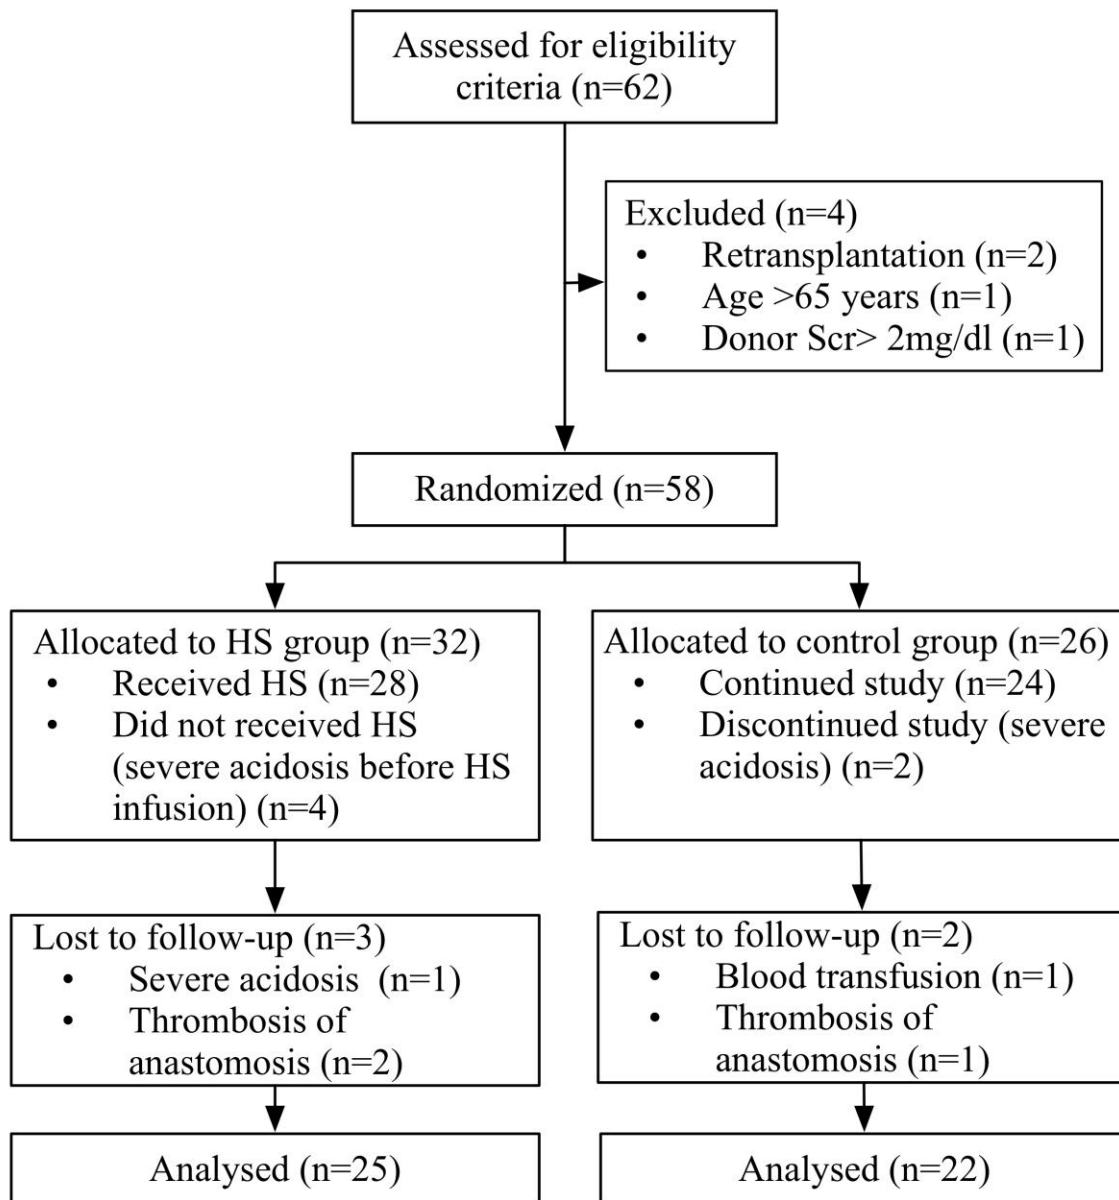 Assessed for eligibility
criteria (n=62)
Excluded (n=4)
• Retransplantation (n=2)
• Age >65 years (n=1)
• Donor Scr> 2mg/dl (n=1)
Randomized (n=58)
Allocated to HS group (n=32)
• Received HS (n=28)
• Did not received HS
(severe acidosis before HS
infusion) (n=4)
Allocated to control group (n=26)
• Continued study (n=24)
• Discontinued study (severe
acidosis) (n=2)
Lost to follow-up (n=3)
• Severe acidosis (n=1)
• Thrombosis of
anastomosis (n=2)
Lost to follow-up (n=2)
• Blood transfusion (n=1)
• Thrombosis of
anastomosis (n=1)
Analysed (n=25)
Analysed (n=22)